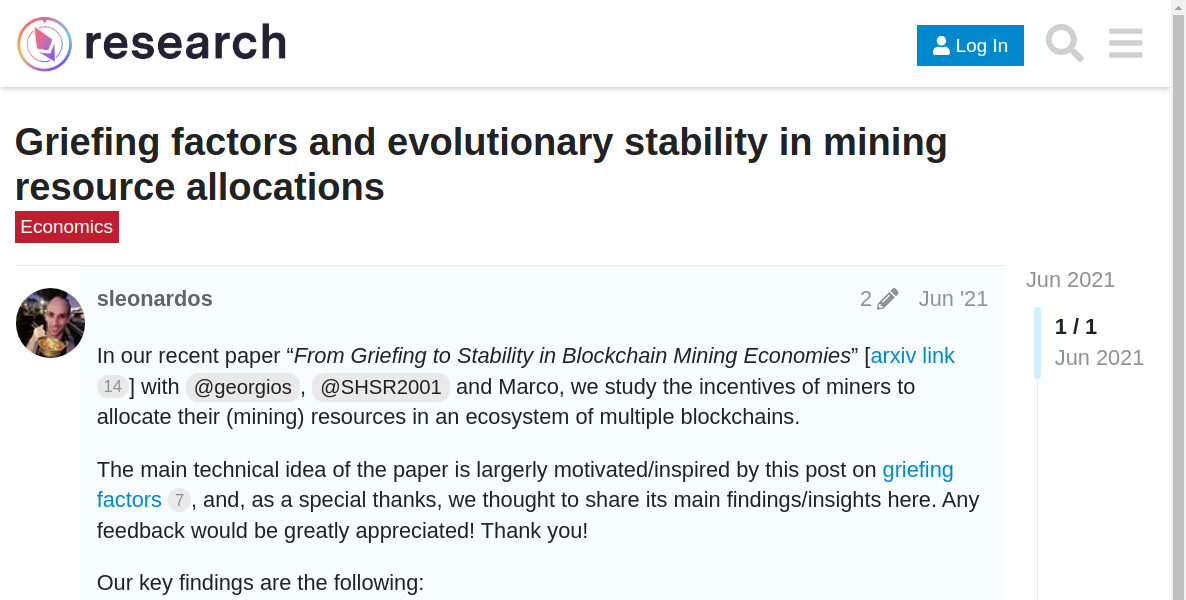 research
Log In
Griefing factors and evolutionary stability in mining
resource allocations
Economics
sleonardos
2
Jun '21
Jun 2021
1 / 1
Jun 2021
In our recent paper “From Griefing to Stability in Blockchain Mining Economies” [arxiv link
14] with @georgios, @SHSR2001 and Marco, we study the incentives of miners to
allocate their (mining) resources in an ecosystem of multiple blockchains.
The main technical idea of the paper is largerly motivated/inspired by this post on griefing
factors 7, and, as a special thanks, we thought to share its main findings/insights here. Any
feedback would be greatly appreciated! Thank you!
Our key findings are the following: